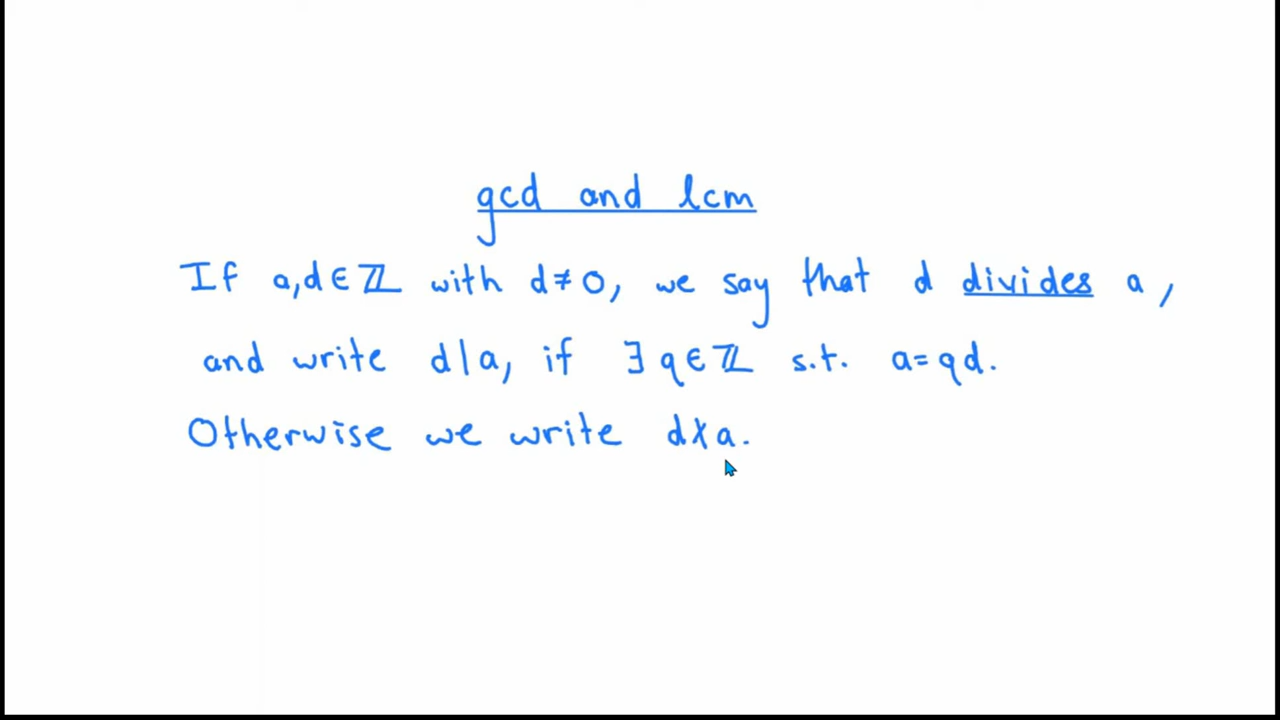 gcd and lcm
If a,d∈ℤ with d≠0, we say that d divides a,
and write d|a, if ∃ q∈ℤ s.t. a=qd.
Otherwise we write d∤a.